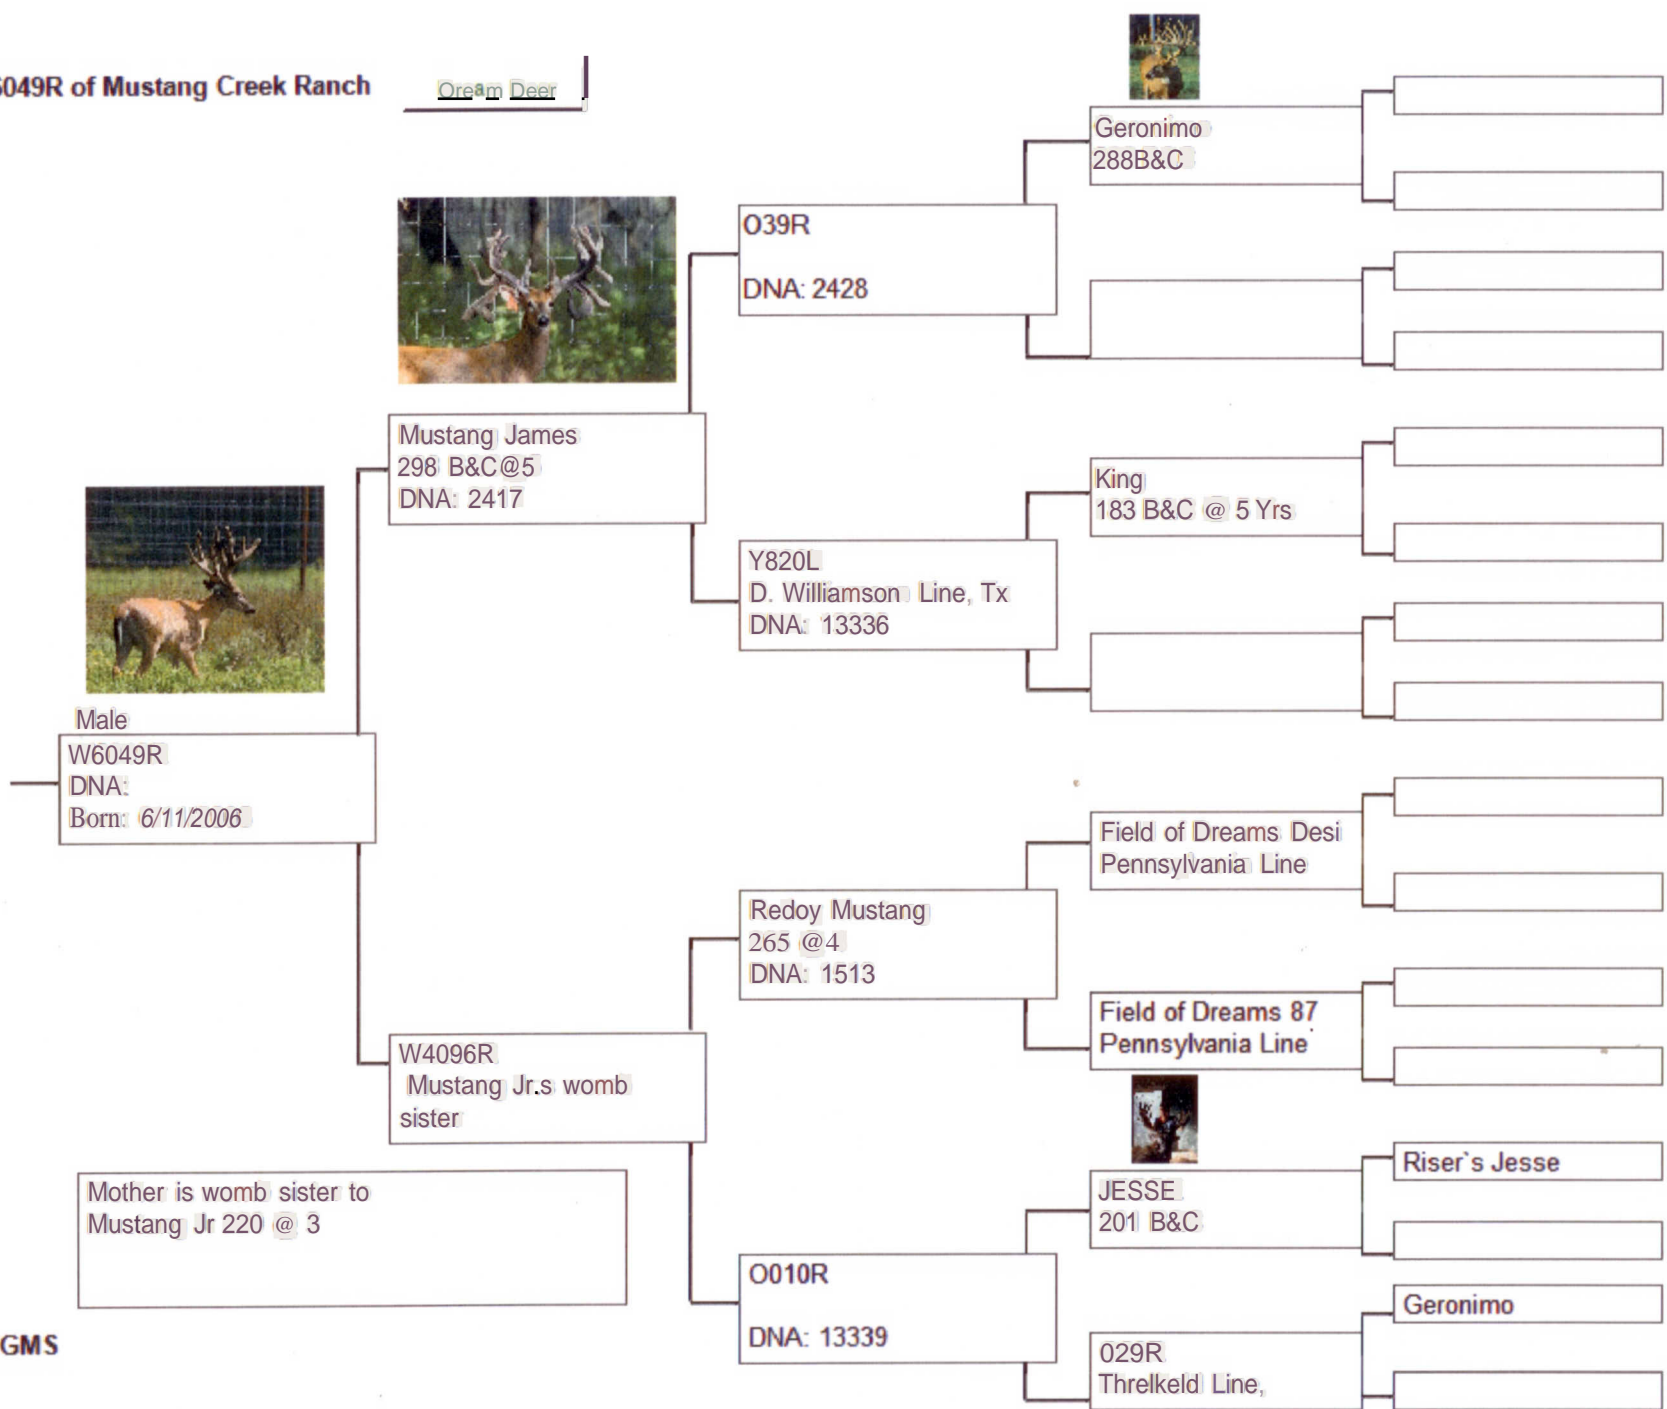 6049R of Mustang Creek Ranch
Oream Deer
Geronimo
288B&C
O39R
DNA: 2428
Mustang James
298 B&C@5
DNA: 2417
King
183 B&C @ 5 Yrs
Y820L
D. Williamson Line, Tx
DNA: 13336
Male
W6049R
DNA:
Born: 6/11/2006
Field of Dreams Desi
Pennsylvania Line
Redoy Mustang
265 @4
DNA: 1513
Field of Dreams 87
Pennsylvania Line
W4096R
Mustang Jr.s womb
sister
Riser`s Jesse
JESSE
201 B&C
Mother is womb sister to
Mustang Jr 220 @ 3
O010R
DNA: 13339
Geronimo
029R
Threlkeld Line,
GMS